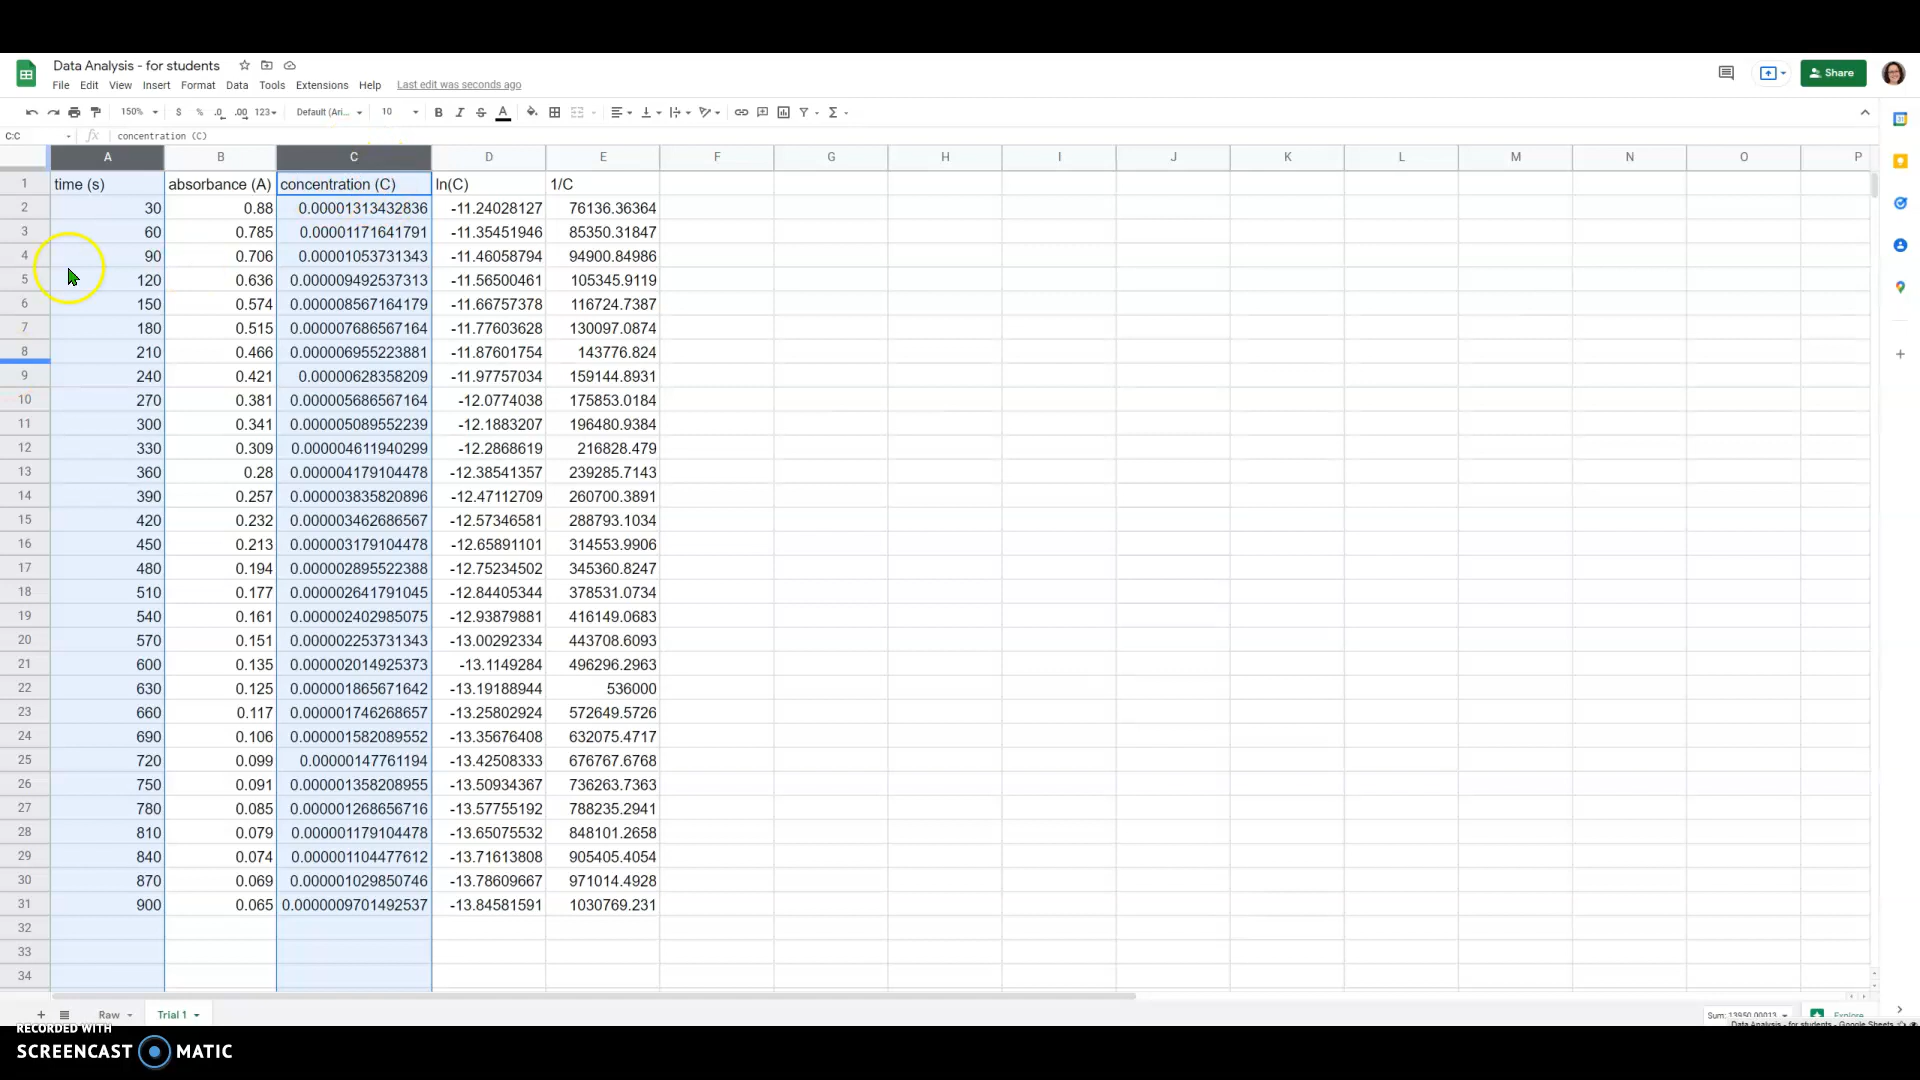 Data Analysis - for students
File Edit View Insert Format Data Tools Extensions Help Last edit was seconds ago
Share
150% $ % .0 .00 123 Default (Ari... 10
C:C fx concentration (C)
A B C D E F G H I J K L M N O P
1 time (s) absorbance (A) concentration (C) ln(C) 1/C
2 30 0.88 0.00001313432836 -11.24028127 76136.36364
3 60 0.785 0.00001171641791 -11.35451946 85350.31847
4 90 0.706 0.00001053731343 -11.46058794 94900.84986
5 120 0.636 0.000009492537313 -11.56500461 105345.9119
6 150 0.574 0.000008567164179 -11.66757378 116724.7387
7 180 0.515 0.000007686567164 -11.77603628 130097.0874
8 210 0.466 0.000006955223881 -11.87601754 143776.824
9 240 0.421 0.00000628358209 -11.97757034 159144.8931
10 270 0.381 0.000005686567164 -12.0774038 175853.0184
11 300 0.341 0.000005089552239 -12.1883207 196480.9384
12 330 0.309 0.000004611940299 -12.2868619 216828.479
13 360 0.28 0.000004179104478 -12.38541357 239285.7143
14 390 0.257 0.000003835820896 -12.47112709 260700.3891
15 420 0.232 0.000003462686567 -12.57346581 288793.1034
16 450 0.213 0.000003179104478 -12.65891101 314553.9906
17 480 0.194 0.000002895522388 -12.75234502 345360.8247
18 510 0.177 0.000002641791045 -12.84405344 378531.0734
19 540 0.161 0.000002402985075 -12.93879881 416149.0683
20 570 0.151 0.000002253731343 -13.00292334 443708.6093
21 600 0.135 0.000002014925373 -13.1149284 496296.2963
22 630 0.125 0.000001865671642 -13.19188944 536000
23 660 0.117 0.000001746268657 -13.25802924 572649.5726
24 690 0.106 0.000001582089552 -13.35676408 632075.4717
25 720 0.099 0.00000147761194 -13.42508333 676767.6768
26 750 0.091 0.000001358208955 -13.50934367 736263.7363
27 780 0.085 0.000001268656716 -13.57755192 788235.2941
28 810 0.079 0.000001179104478 -13.65075532 848101.2658
29 840 0.074 0.000001104477612 -13.71613808 905405.4054
30 870 0.069 0.000001029850746 -13.78609667 971014.4928
31 900 0.065 0.0000009701492537 -13.84581591 1030769.231
32
33
34
Raw Trial 1 Sum: 13950.00013 Explore
Data Analysis - for students - Google Sheets
RECORDED WITH
SCREENCAST MATIC